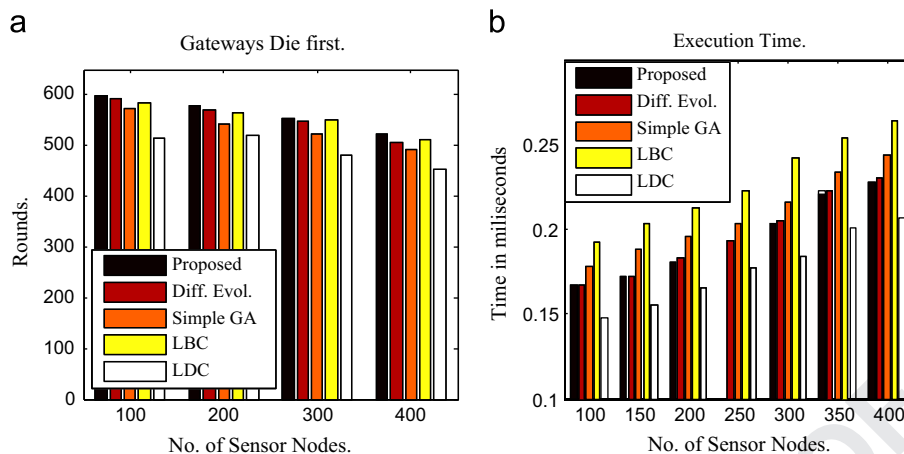 a
Gateways Die first.
Rounds.
600
500
400
300
200
100
0
Proposed
Diff. Evol.
Simple GA
LBC
LDC
100
200
300
400
No. of Sensor Nodes.
b
Execution Time.
Time in miliseconds
0.25
0.2
0.15
0.1
Proposed
Diff. Evol.
Simple GA
LBC
LDC
100
150
200
250
300
350
400
No. of Sensor Nodes.